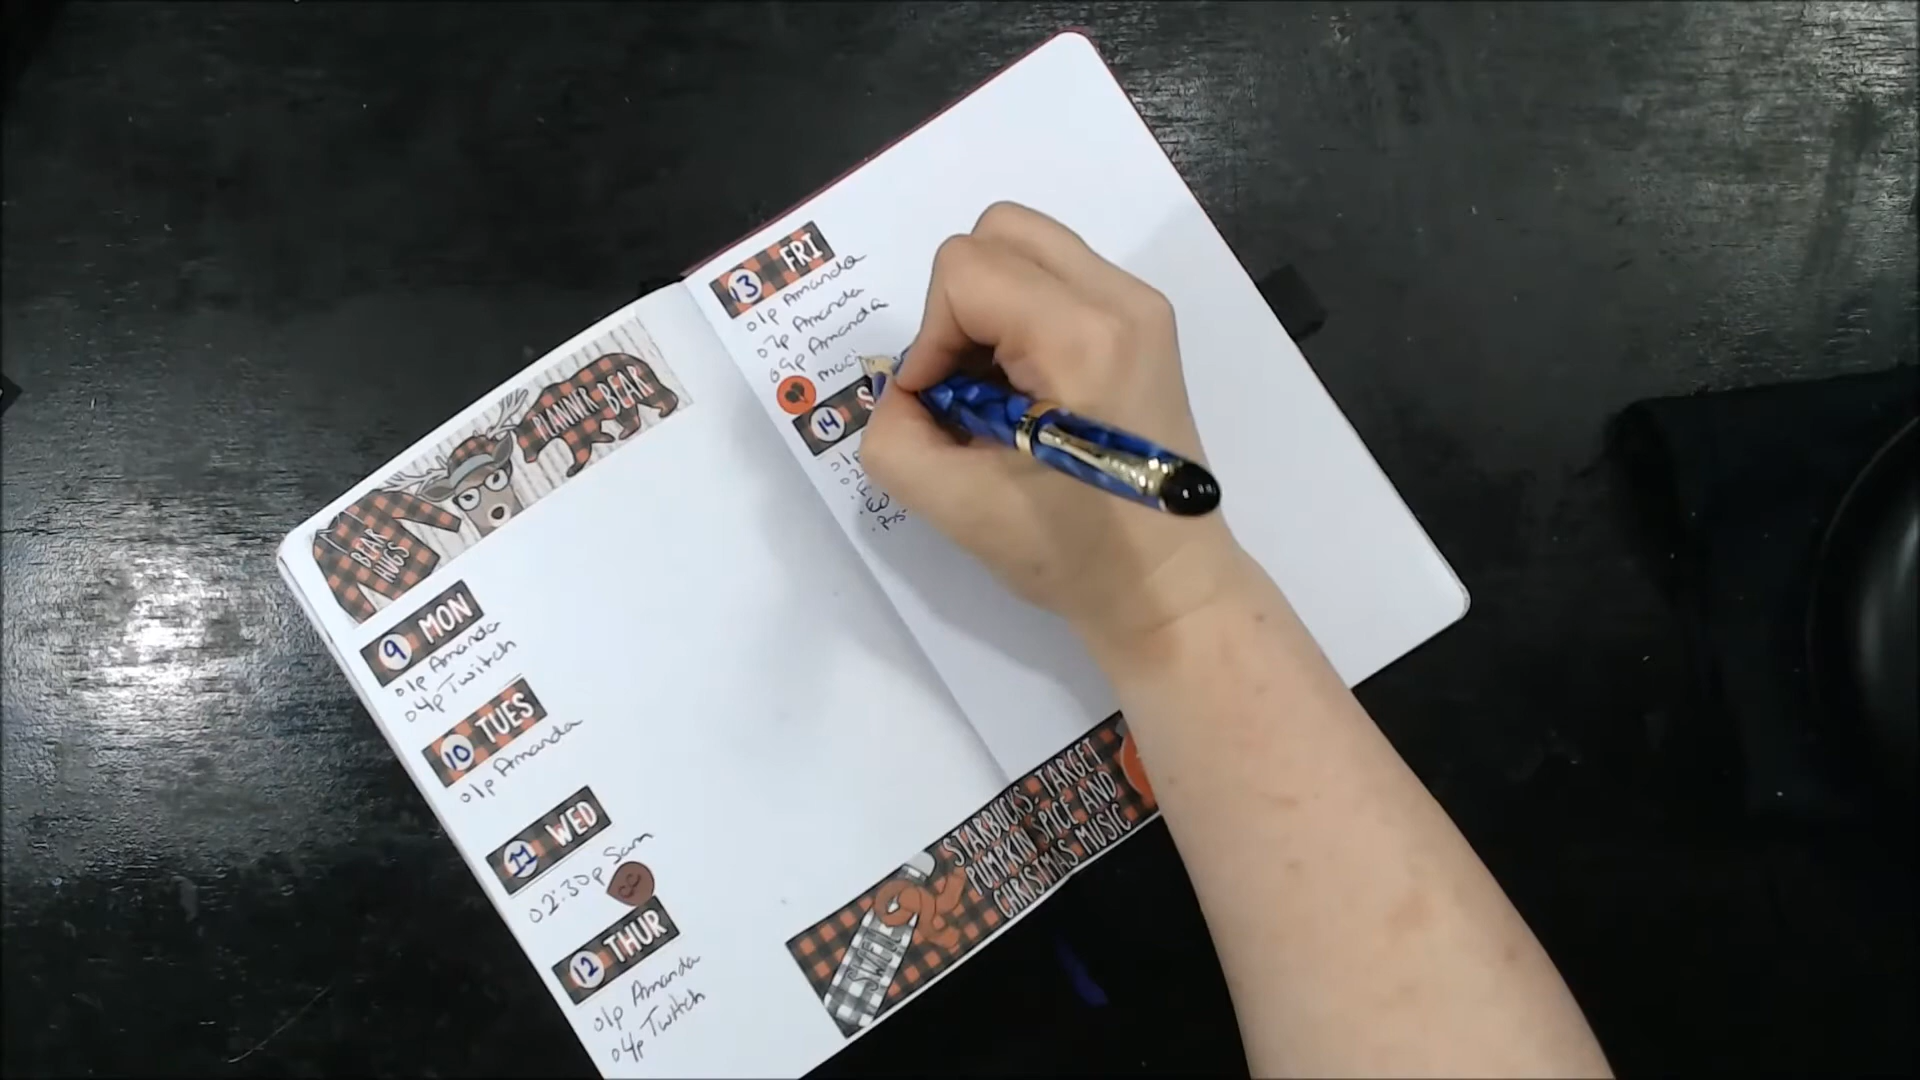 PLANNER BEAR
BEAR
HUGS
9 MON
01p Amanda
04p Twitch
10 TUES
01p Amanda
11 WED
02:30p Sam
12 THUR
01p Amanda
04p Twitch
13 FRI
01p Amanda
07p Amanda
09p Amanda
14 S
01p
STARBUCKS, TARGET
PUMPKIN SPICE AND
CHRISTMAS MUSIC